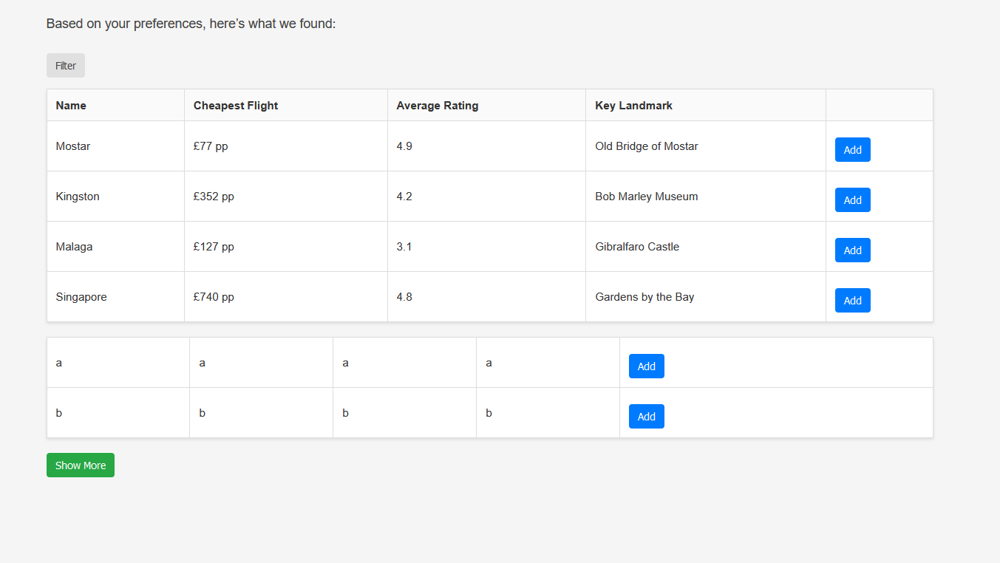 Based on your preferences, here’s what we found:
Filter
Name Cheapest Flight Average Rating Key Landmark
Mostar £77 pp 4.9 Old Bridge of Mostar Add
Kingston £352 pp 4.2 Bob Marley Museum Add
Malaga £127 pp 3.1 Gibralfaro Castle Add
Singapore £740 pp 4.8 Gardens by the Bay Add
a a a a Add
b b b b Add
Show More